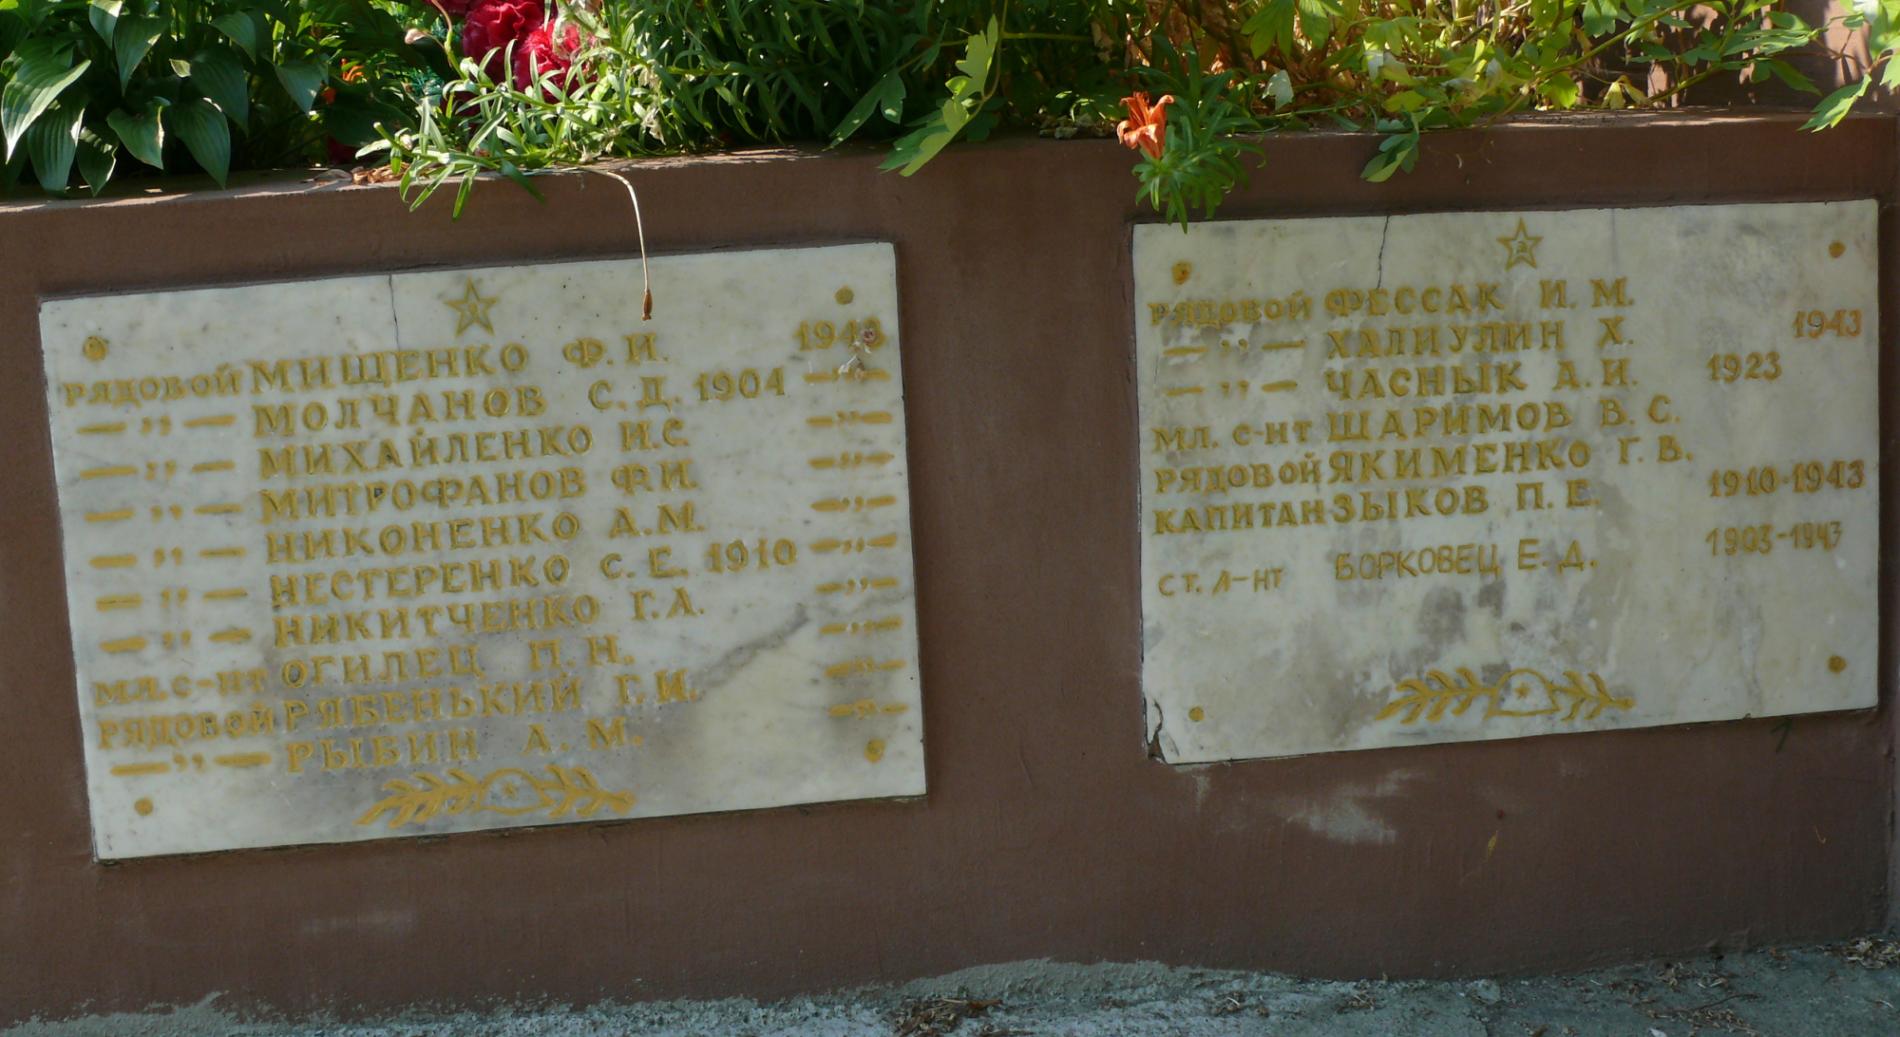 РЯДОВОЙ МИЩЕНКО Ф. И. 1943
— " — МОЛЧАНОВ С. Д. 1904 — " —
— " — МИХАЙЛЕНКО И. С. — " —
— " — МИТРОФАНОВ Ф. И. — " —
— " — НИКОНЕНКО А. М. — " —
— " — НЕСТЕРЕНКО С. Е. 1910 — " —
— " — НИКИТЧЕНКО Г. А. — " —
МЛ. С-НТ ОГИЛЕЦ П. Н. — " —
РЯДОВОЙ РЯБЕНЬКИЙ Г. И. — " —
— " — РЫБИН А. М. — " —
РЯДОВОЙ ФЕССАК И. М. 1943
— " — ХАЛИУЛИН Х.
— " — ЧАСНЫК А. И. 1923
МЛ. С-НТ ШАРИМОВ В. С.
РЯДОВОЙ ЯКИМЕНКО Г. В.
КАПИТАН ЗЫКОВ П. Е. 1910-1943
СТ. Л-НТ БОРКОВЕЦ Е. Д. 1903-1943